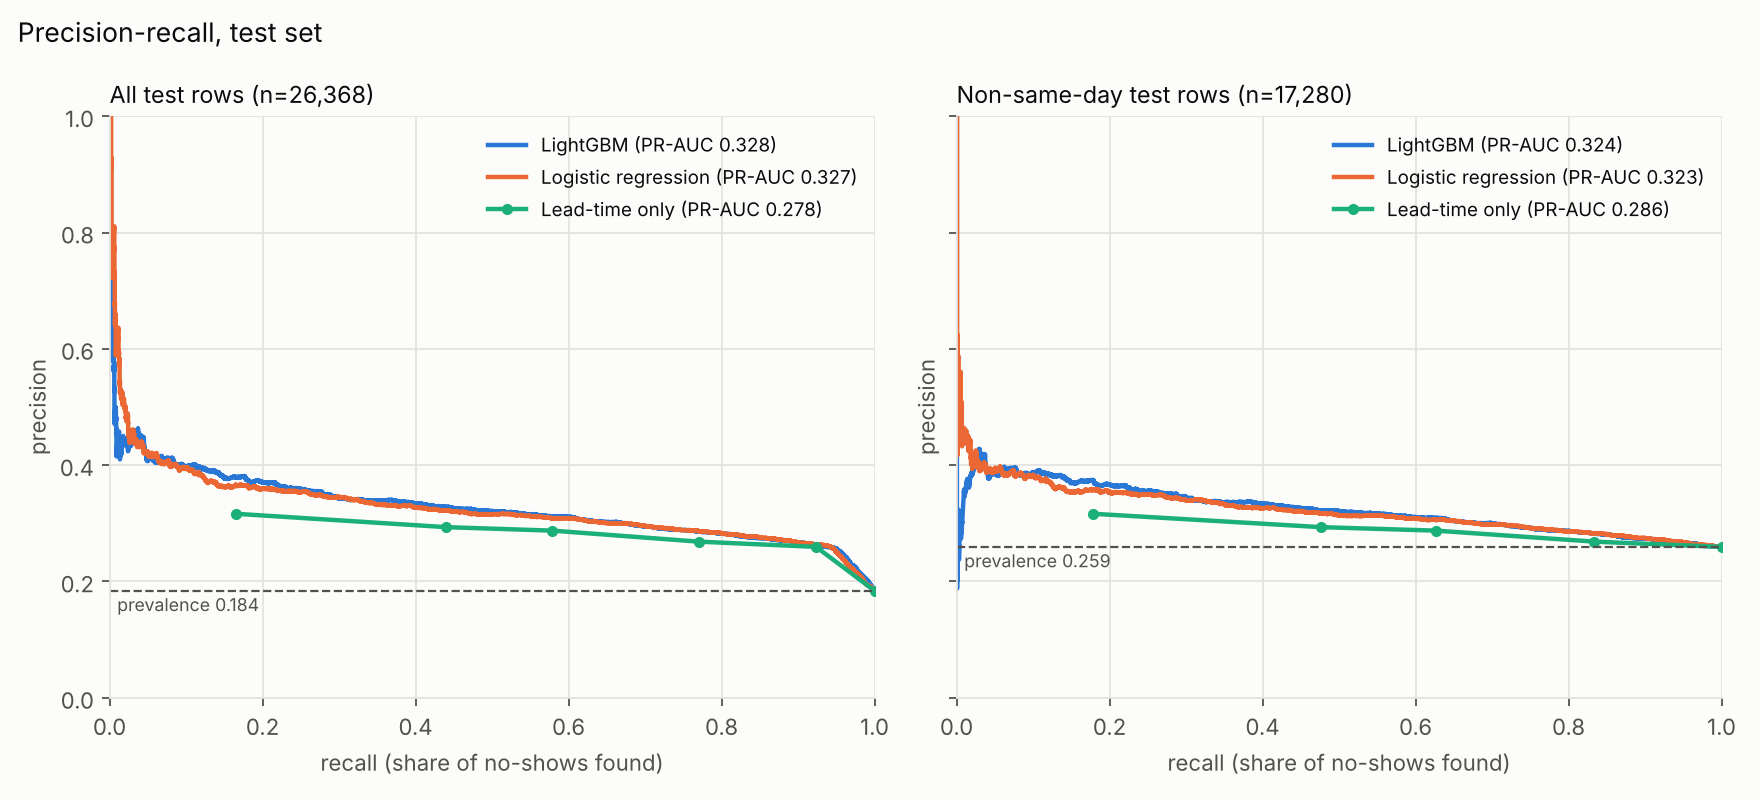 Precision-recall, test set
All test rows (n=26,368)
1.0
0.8
0.6
0.4
0.2
0.0
precision
LightGBM (PR-AUC 0.328)
Logistic regression (PR-AUC 0.327)
Lead-time only (PR-AUC 0.278)
prevalence 0.184
0.0 0.2 0.4 0.6 0.8 1.0
recall (share of no-shows found)
Non-same-day test rows (n=17,280)
precision
LightGBM (PR-AUC 0.324)
Logistic regression (PR-AUC 0.323)
Lead-time only (PR-AUC 0.286)
prevalence 0.259
0.0 0.2 0.4 0.6 0.8 1.0
recall (share of no-shows found)